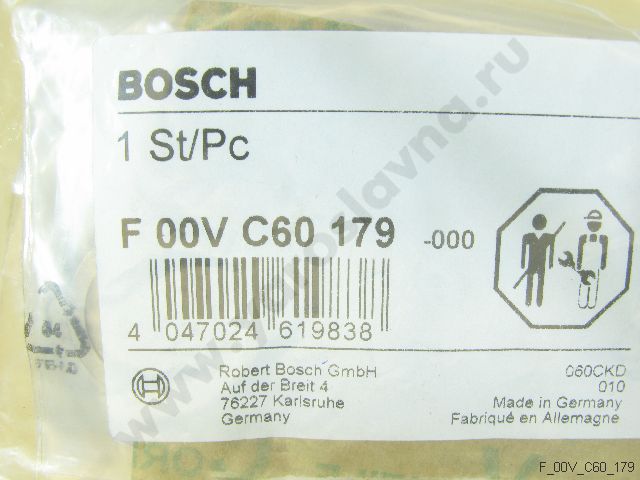 BOSCH
1 St/Pc
F 00V C60 179 -000
4 047024 619838
Robert Bosch GmbH
Auf der Breit 4
76227 Karlsruhe
Germany
060CKD
010
Made in Germany
Fabriqué en Allemagne
F_00V_C60_179